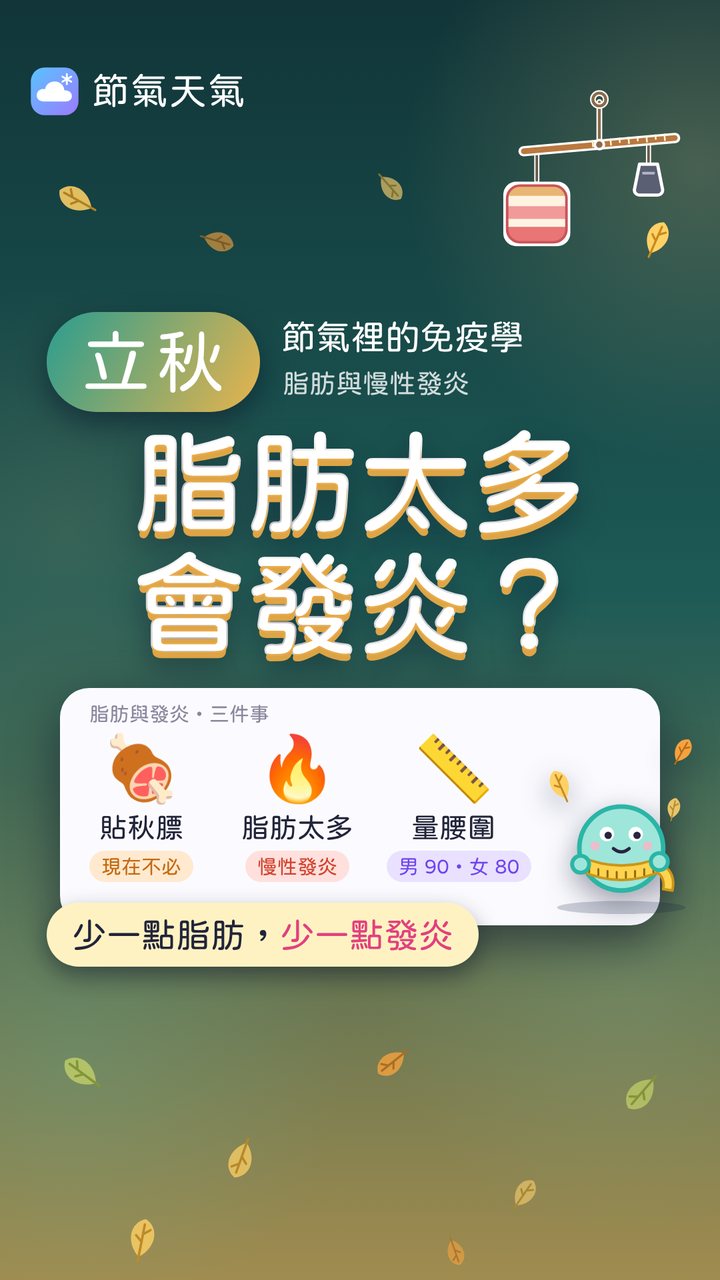 節氣天氣
立秋
節氣裡的免疫學
脂肪與慢性發炎
脂肪太多
會發炎？
脂肪與發炎・三件事
貼秋膘 脂肪太多 量腰圍
現在不必 慢性發炎 男 90・女 80
少一點脂肪，少一點發炎